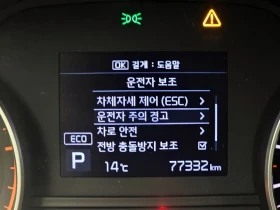 OK 길게 : 도움말
운전자 보조
차체자세 제어 (ESC) >
운전자 주의 경고 >
차로 안전 >
전방 충돌방지 보조
ECO
P
14℃ 77332 km